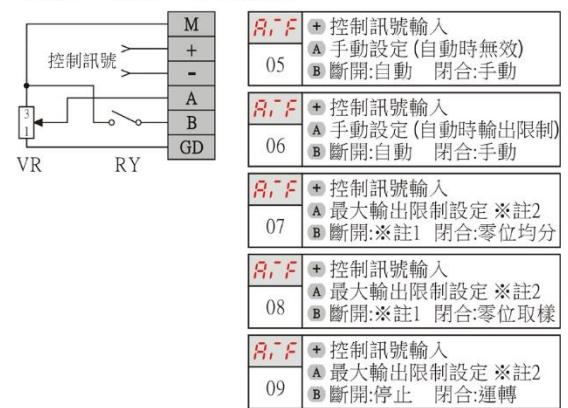 M
+
控制訊號
-
A
B
GD
3
1
VR
RY
A.TF
+ 控制訊號輸入
A 手動設定 (自動時無效)
05
B 斷開:自動 閉合:手動
A.TF
+ 控制訊號輸入
A 手動設定 (自動時輸出限制)
06
B 斷開:自動 閉合:手動
A.TF
+ 控制訊號輸入
A 最大輸出限制設定 ※註2
07
B 斷開:※註1 閉合:零位均分
A.TF
+ 控制訊號輸入
A 最大輸出限制設定 ※註2
08
B 斷開:※註1 閉合:零位取樣
A.TF
+ 控制訊號輸入
A 最大輸出限制設定 ※註2
09
B 斷開:停止 閉合:運轉